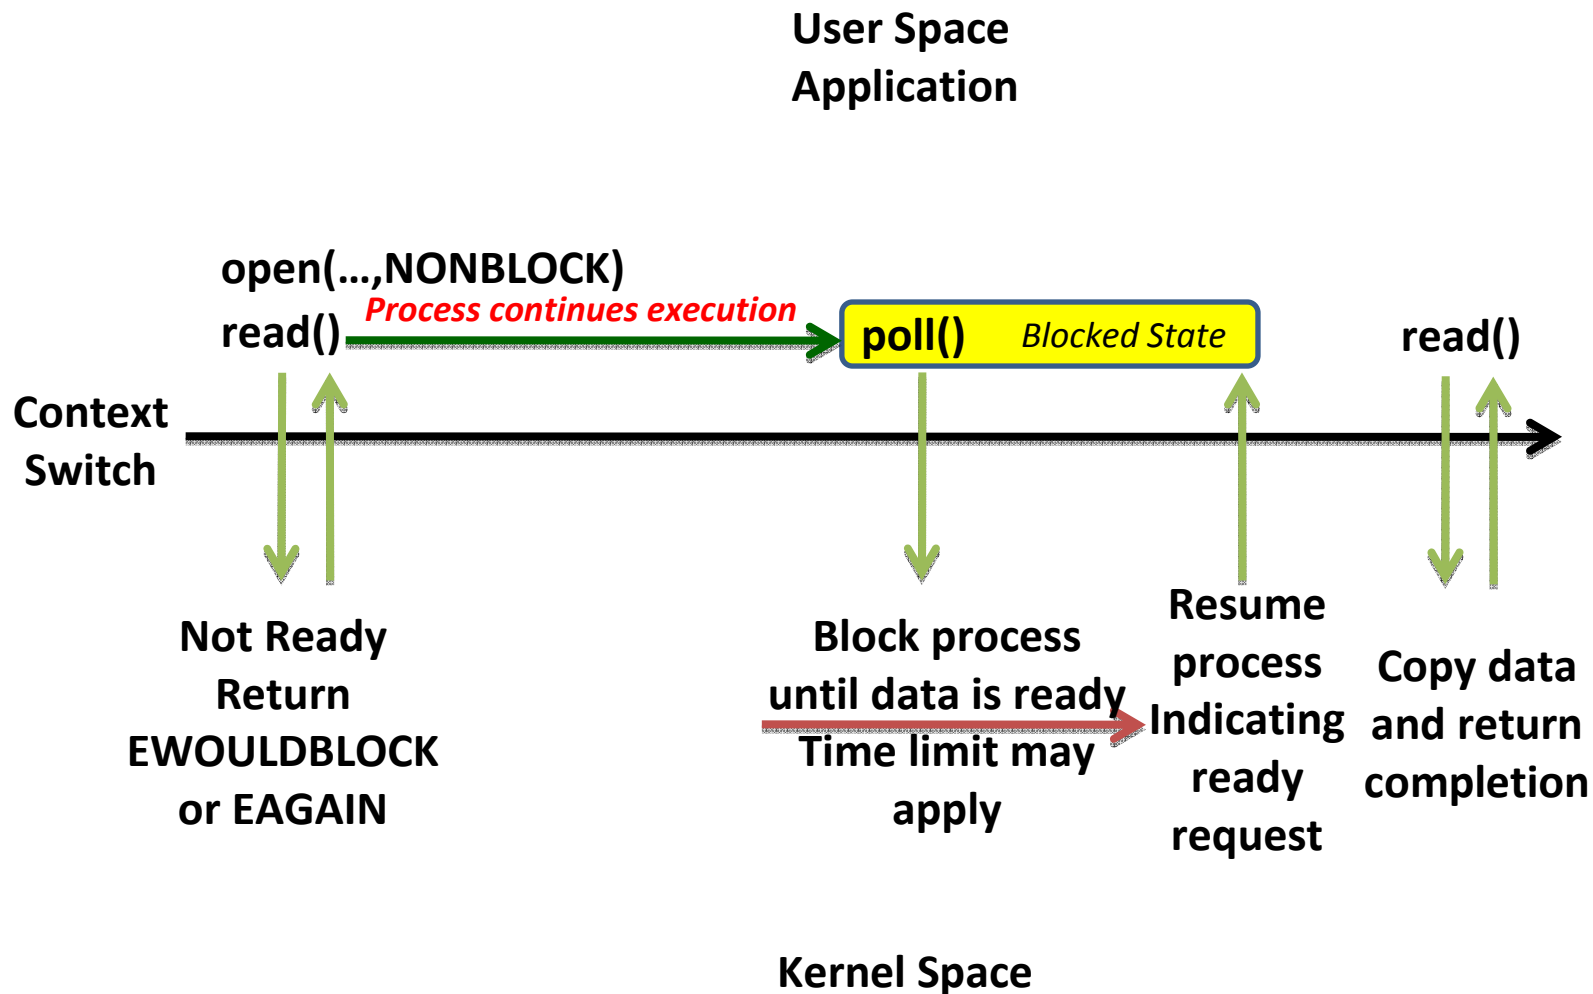 User Space
Application
open(...,NONBLOCK)
Process continues execution
read()
poll()
Blocked State
read()
Context
Switch
Not Ready
Return
EWOULDBLOCK
or EAGAIN
Block process
until data is ready
Time limit may
apply
Resume
process
Indicating
ready
request
Copy data
and return
completion
Kernel Space